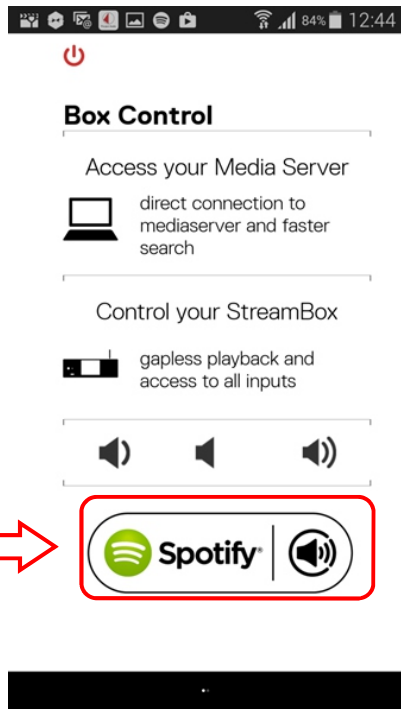 84% 12:44
Box Control
Access your Media Server
direct connection to
mediaserver and faster
search
Control your StreamBox
gapless playback and
access to all inputs
Spotify®